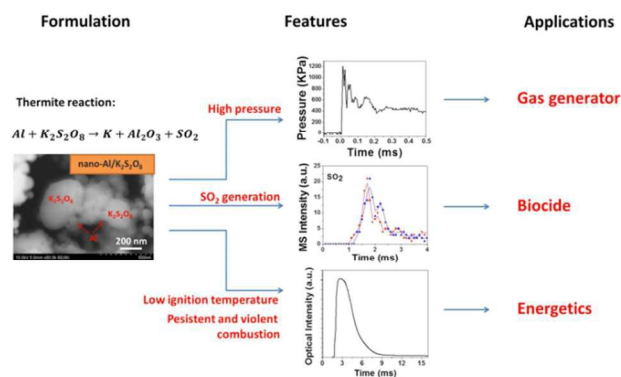 Formulation
Features
Applications
Thermite reaction:
Al + K₂S₂O₈ → K + Al₂O₃ + SO₂
nano-Al/K₂S₂O₈
K₂S₂O₈
K₂S₂O₈
Al
200 nm
High pressure
SO₂ generation
Low ignition temperature
Pesistent and violent
combustion
Pressure (KPa)
1200
1000
800
600
400
200
0
-0.1 0.0 0.1 0.2 0.3 0.4 0.5
Time (ms)
MS Intensity (a.u.)
SO₂
25
20
15
10
5
0
0 1 2 3 4
Time (ms)
Optical Intensity (a.u.)
3 6 9 12 15
Time (ms)
Gas generator
Biocide
Energetics